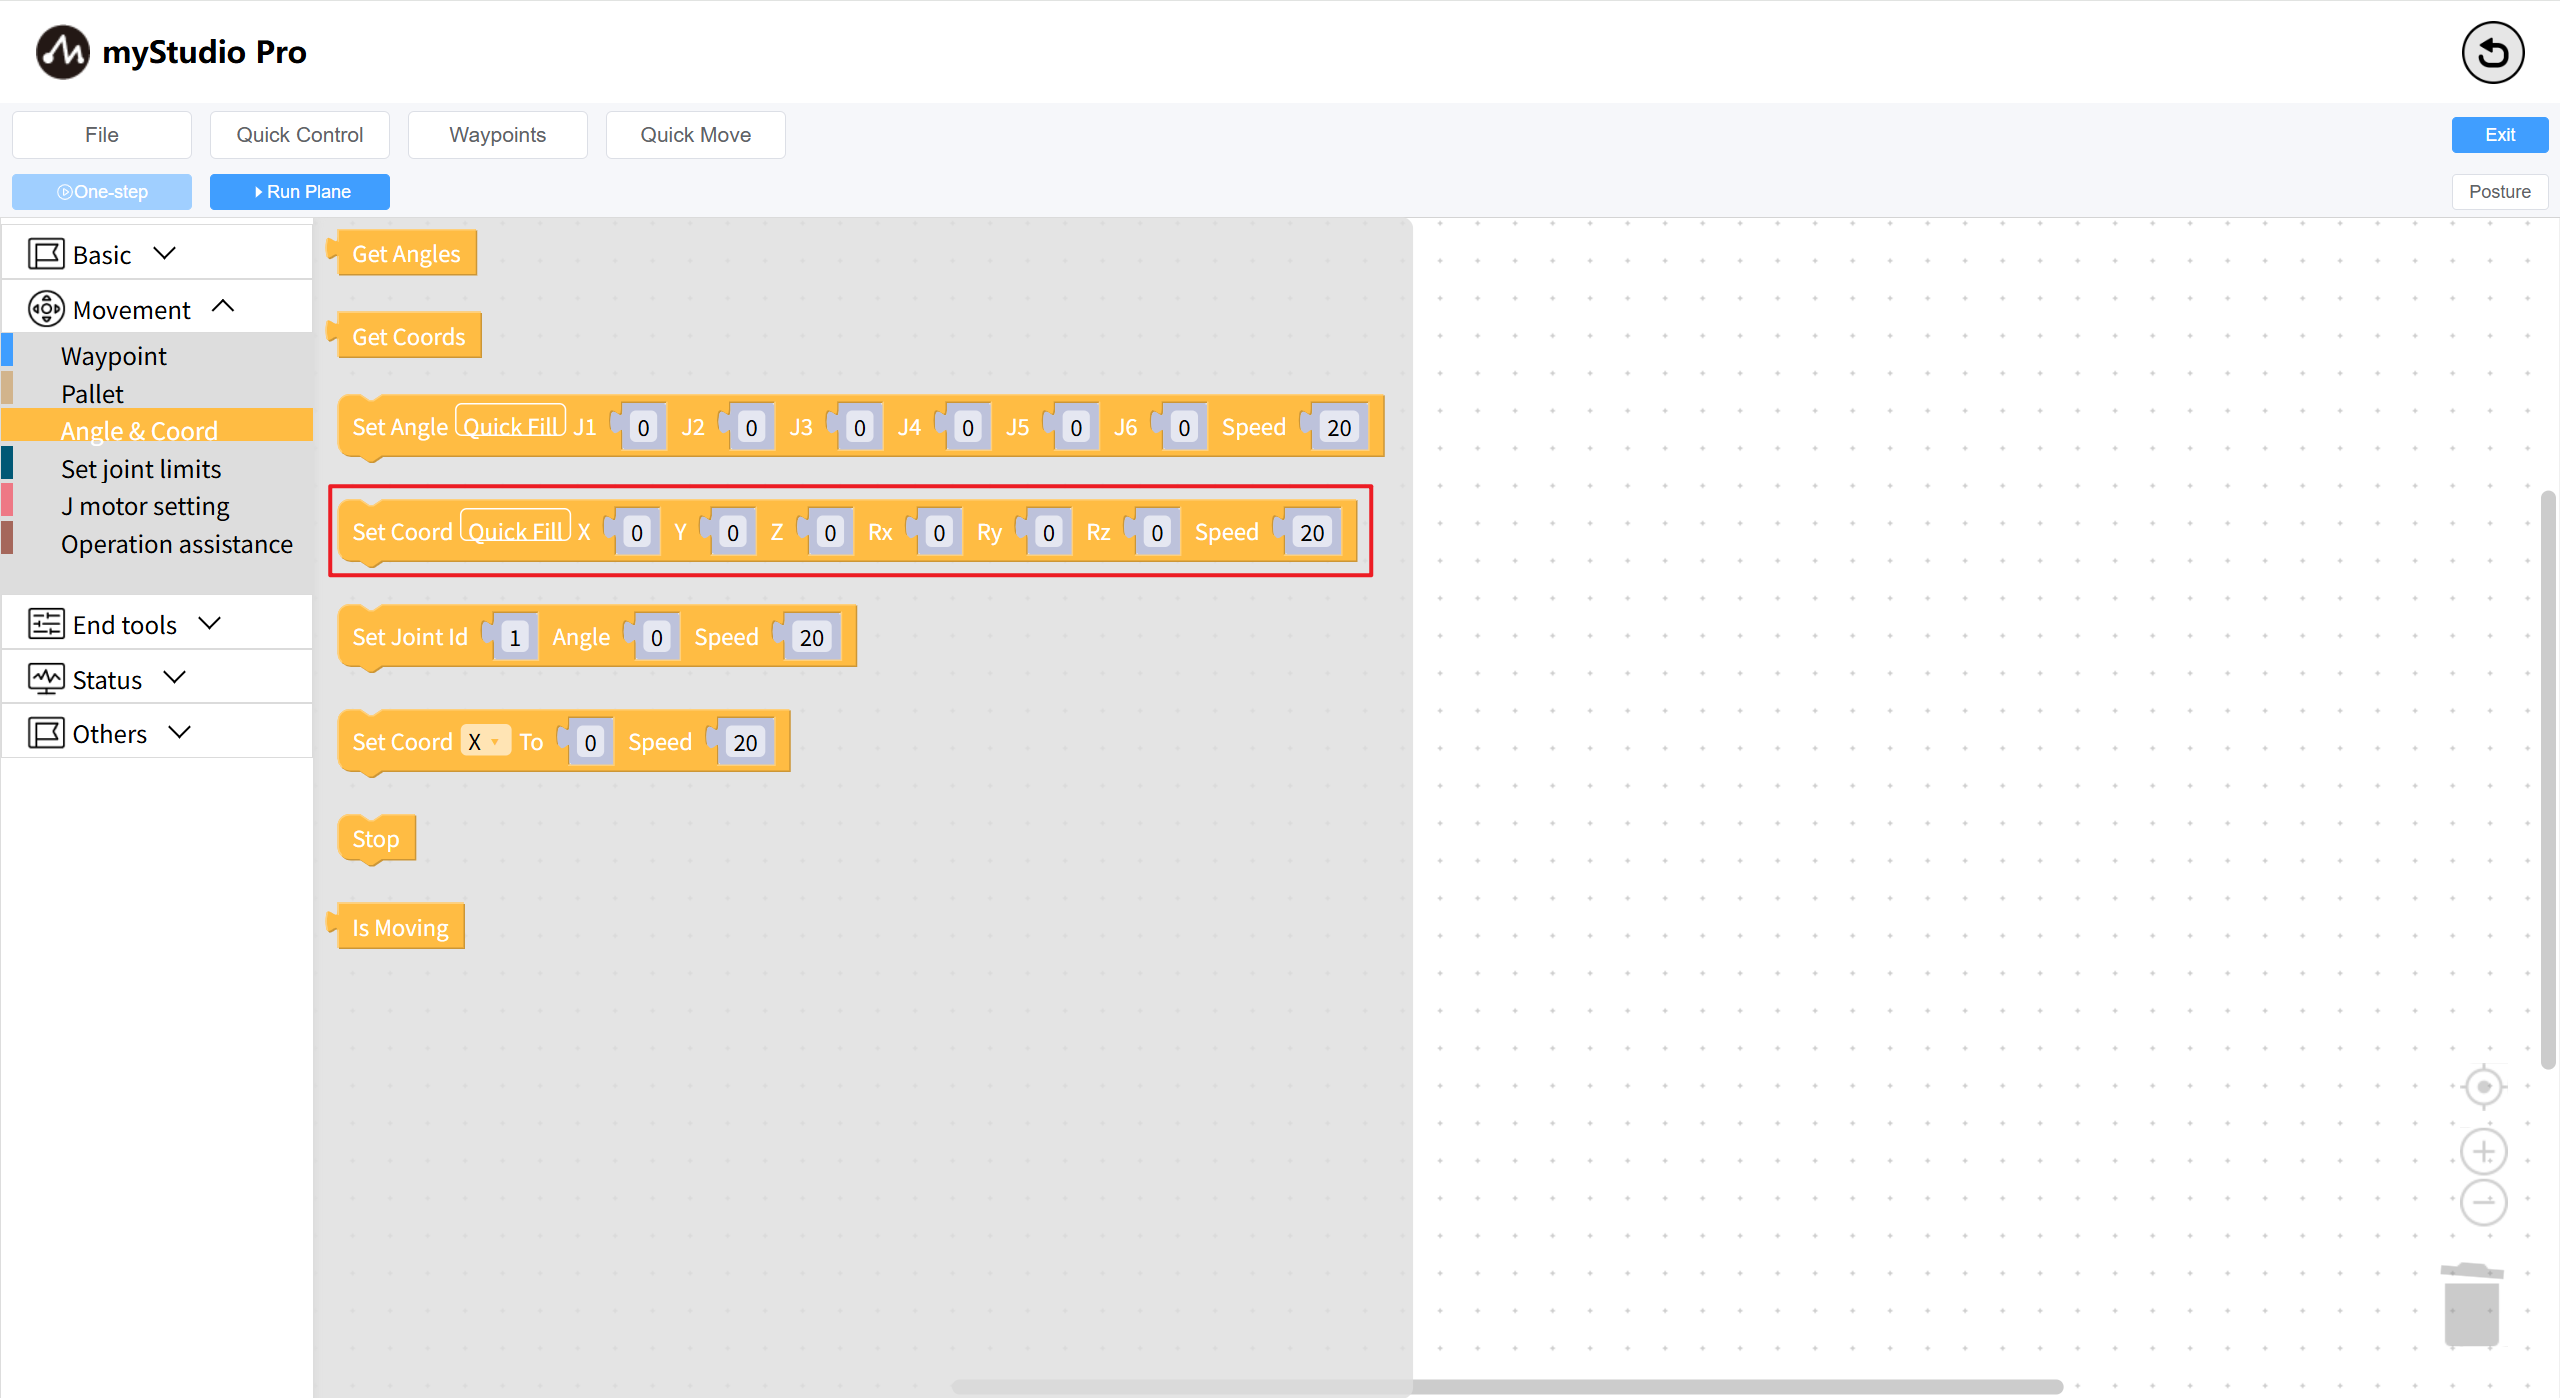 myStudio Pro
File
Quick Control
Waypoints
Quick Move
Exit
One-step
Run Plane
Posture
Basic
Movement
Waypoint
Pallet
Angle & Coord
Set joint limits
J motor setting
Operation assistance
End tools
Status
Others
Get Angles
Get Coords
Set Angle Quick Fill J1 0 J2 0 J3 0 J4 0 J5 0 J6 0 Speed 20
Set Coord Quick Fill X 0 Y 0 Z 0 Rx 0 Ry 0 Rz 0 Speed 20
Set Joint Id 1 Angle 0 Speed 20
Set Coord X To 0 Speed 20
Stop
Is Moving